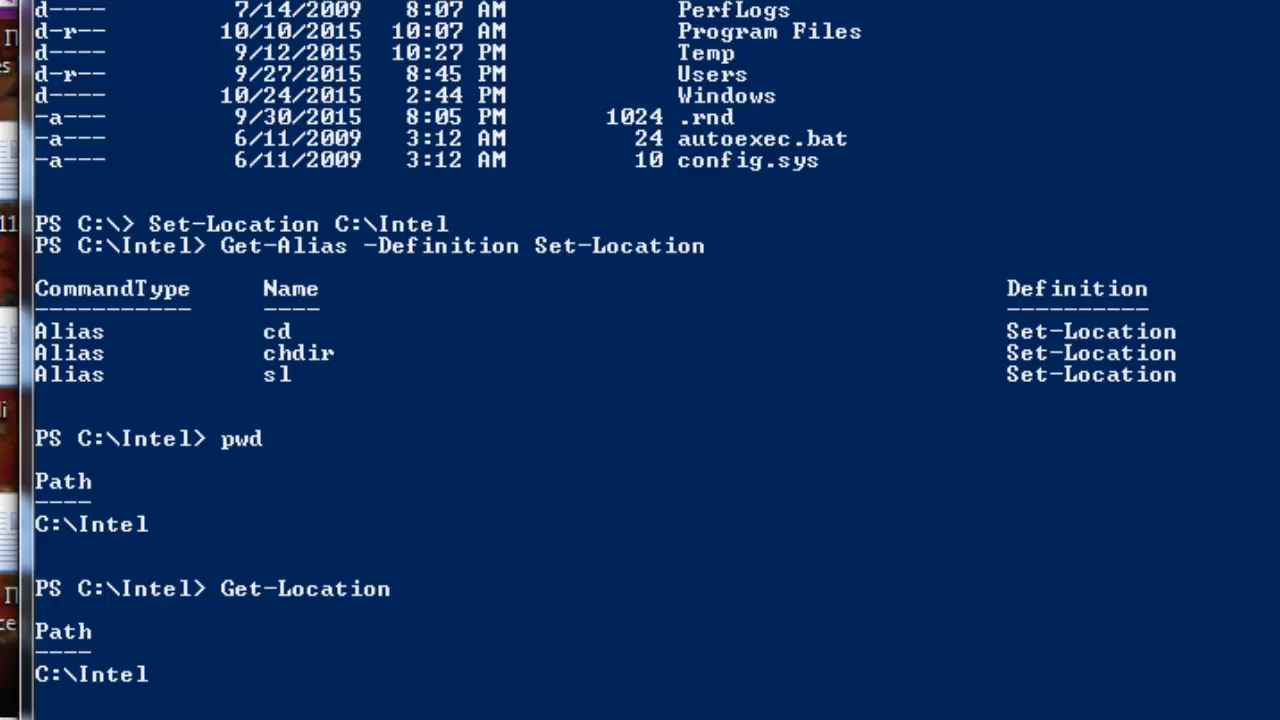 d---- 7/14/2009 8:07 AM PerfLogs
d-r-- 10/10/2015 10:07 AM Program Files
d---- 9/12/2015 10:27 PM Temp
d-r-- 9/27/2015 8:45 PM Users
d---- 10/24/2015 2:44 PM Windows
-a--- 9/30/2015 8:05 PM 1024 .rnd
-a--- 6/11/2009 3:12 AM 24 autoexec.bat
-a--- 6/11/2009 3:12 AM 10 config.sys
PS C:\> Set-Location C:\Intel
PS C:\Intel> Get-Alias -Definition Set-Location
CommandType Name Definition
----------- ---- ----------
Alias cd Set-Location
Alias chdir Set-Location
Alias sl Set-Location
PS C:\Intel> pwd
Path
----
C:\Intel
PS C:\Intel> Get-Location
Path
----
C:\Intel